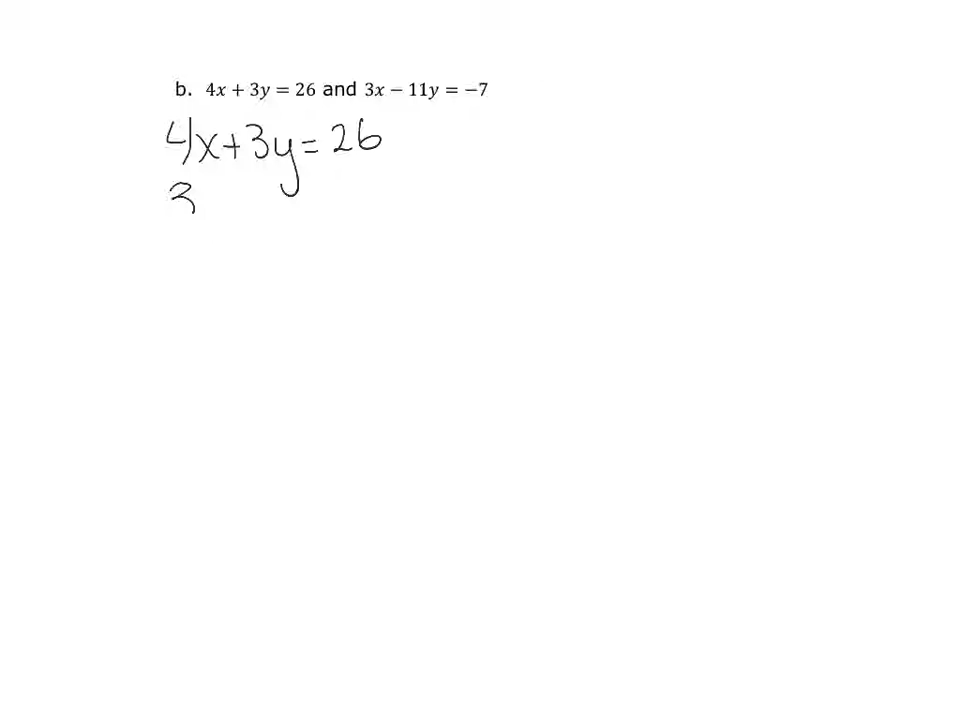 b. 4x + 3y = 26 and 3x − 11y = −7
4x+3y=26
3